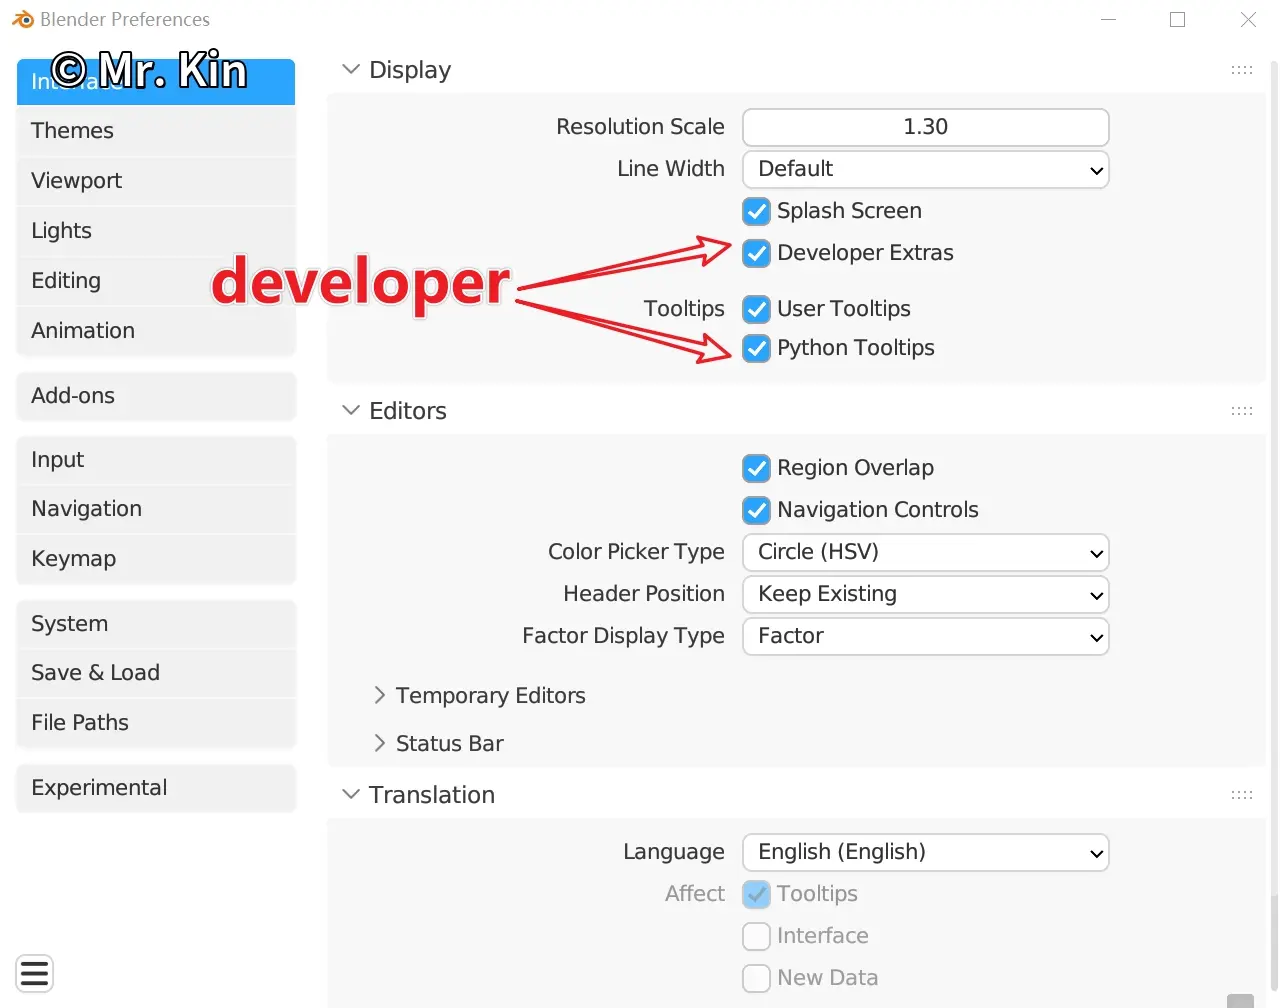 Blender Preferences
Interface
© Mr. Kin
Themes
Viewport
Lights
Editing
Animation
Add-ons
Input
Navigation
Keymap
System
Save & Load
File Paths
Experimental
developer
Display
Resolution Scale 1.30
Line Width Default
Splash Screen
Developer Extras
Tooltips User Tooltips
Python Tooltips
Editors
Region Overlap
Navigation Controls
Color Picker Type Circle (HSV)
Header Position Keep Existing
Factor Display Type Factor
Temporary Editors
Status Bar
Translation
Language English (English)
Affect Tooltips
Interface
New Data